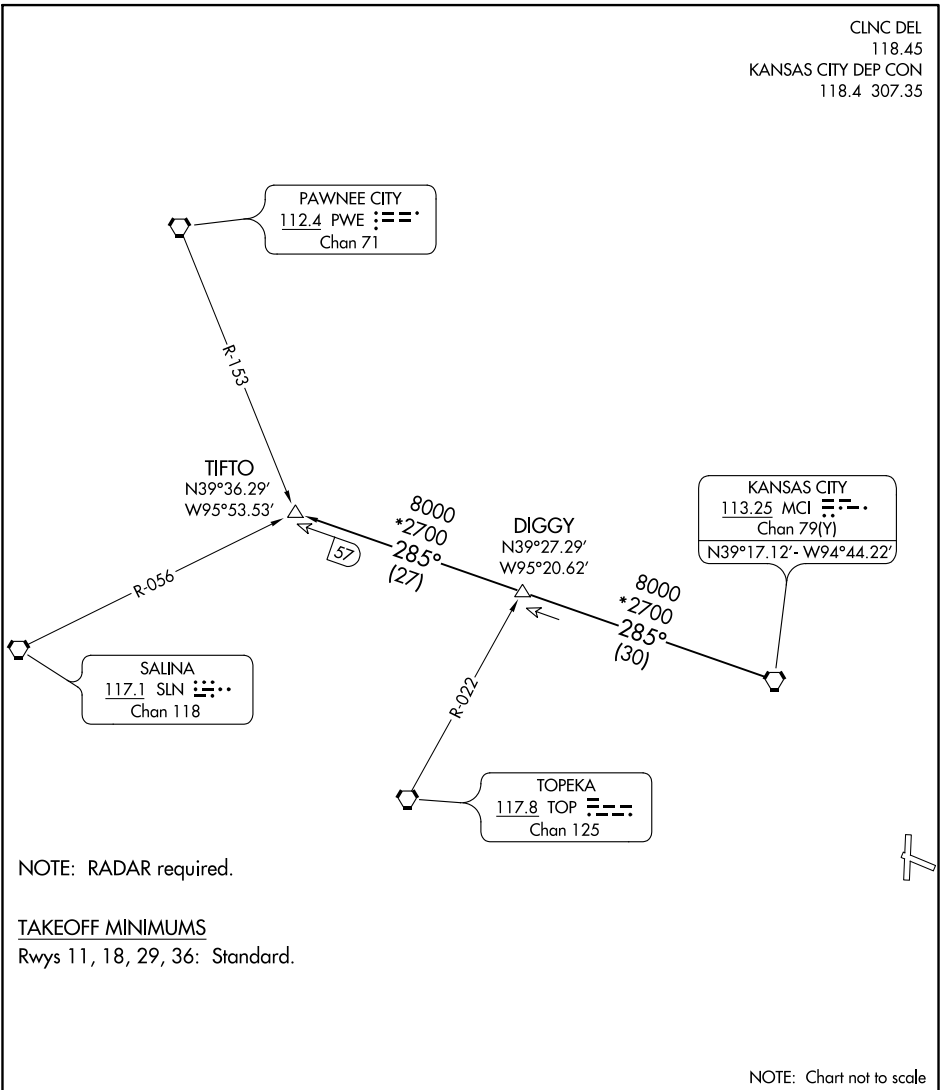 CLNC DEL
118.45
KANSAS CITY DEP CON
118.4 307.35
PAWNEE CITY
112.4 PWE
Chan 71
R-153
TIFTO
N39°36.29′
W95°53.53′
8000
*2700
285°
(27)
57
DIGGY
N39°27.29′
W95°20.62′
KANSAS CITY
113.25 MCI
Chan 79(Y)
N39°17.12′- W94°44.22′
8000
*2700
285°
(30)
R-056
SALINA
117.1 SLN
Chan 118
R-022
TOPEKA
117.8 TOP
Chan 125
NOTE: RADAR required.
TAKEOFF MINIMUMS
Rwys 11, 18, 29, 36: Standard.
NOTE: Chart not to scale